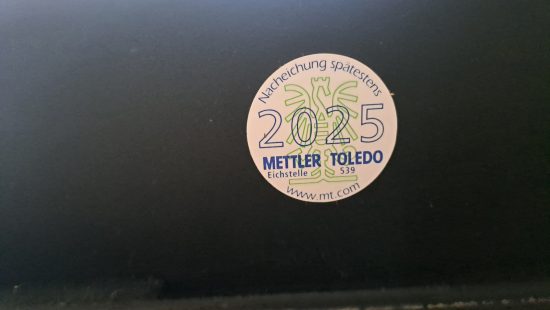 Nacheichung spätestens
2025
METTLER TOLEDO
Eichstelle 539
www.mt.com